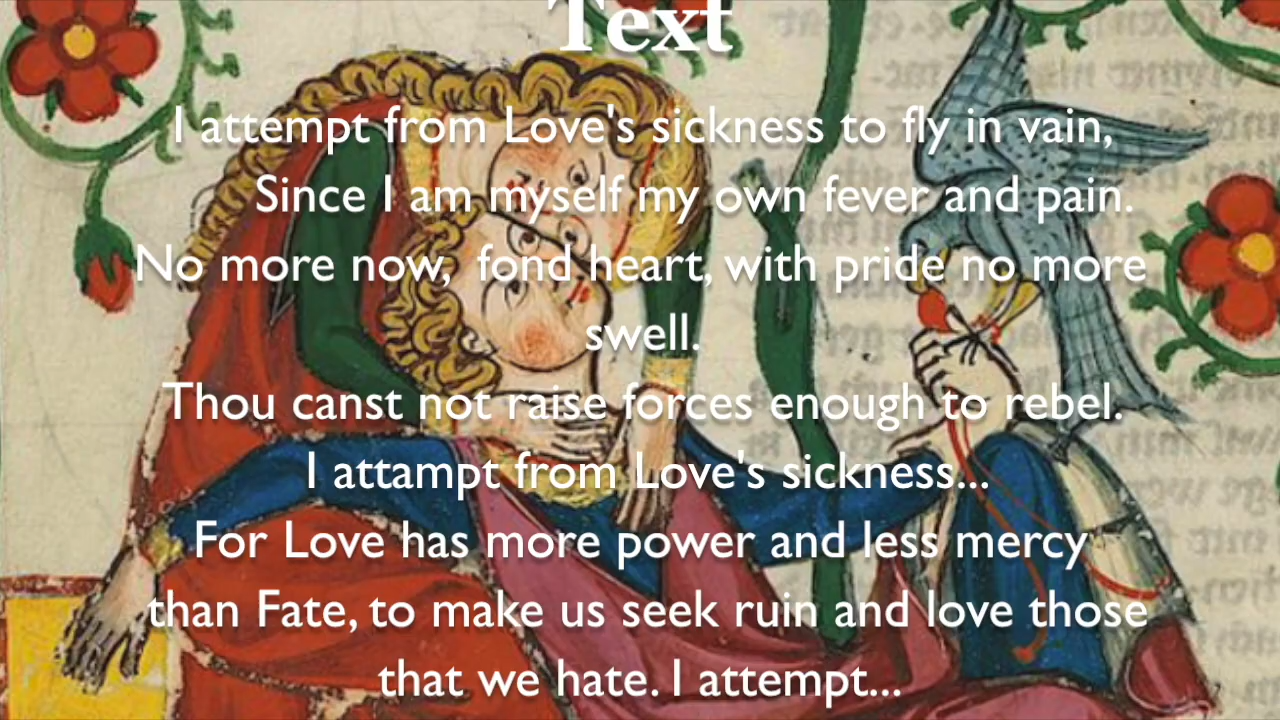 Text
I attempt from Love's sickness to fly in vain,
Since I am myself my own fever and pain.
No more now, fond heart, with pride no more
swell.
Thou canst not raise forces enough to rebel.
I attampt from Love's sickness...
For Love has more power and less mercy
than Fate, to make us seek ruin and love those
that we hate. I attempt...